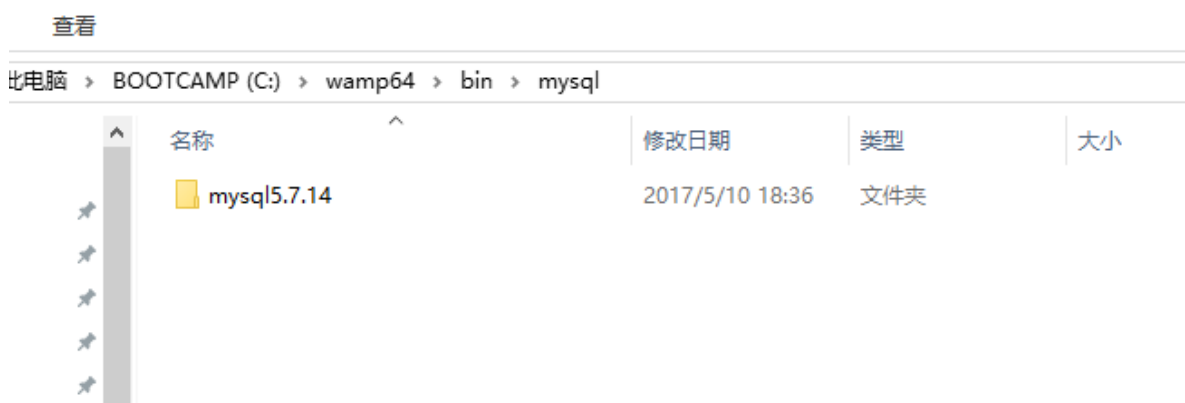 查看
此电脑 > BOOTCAMP (C:) > wamp64 > bin > mysql
名称 修改日期 类型 大小
mysql5.7.14 2017/5/10 18:36 文件夹